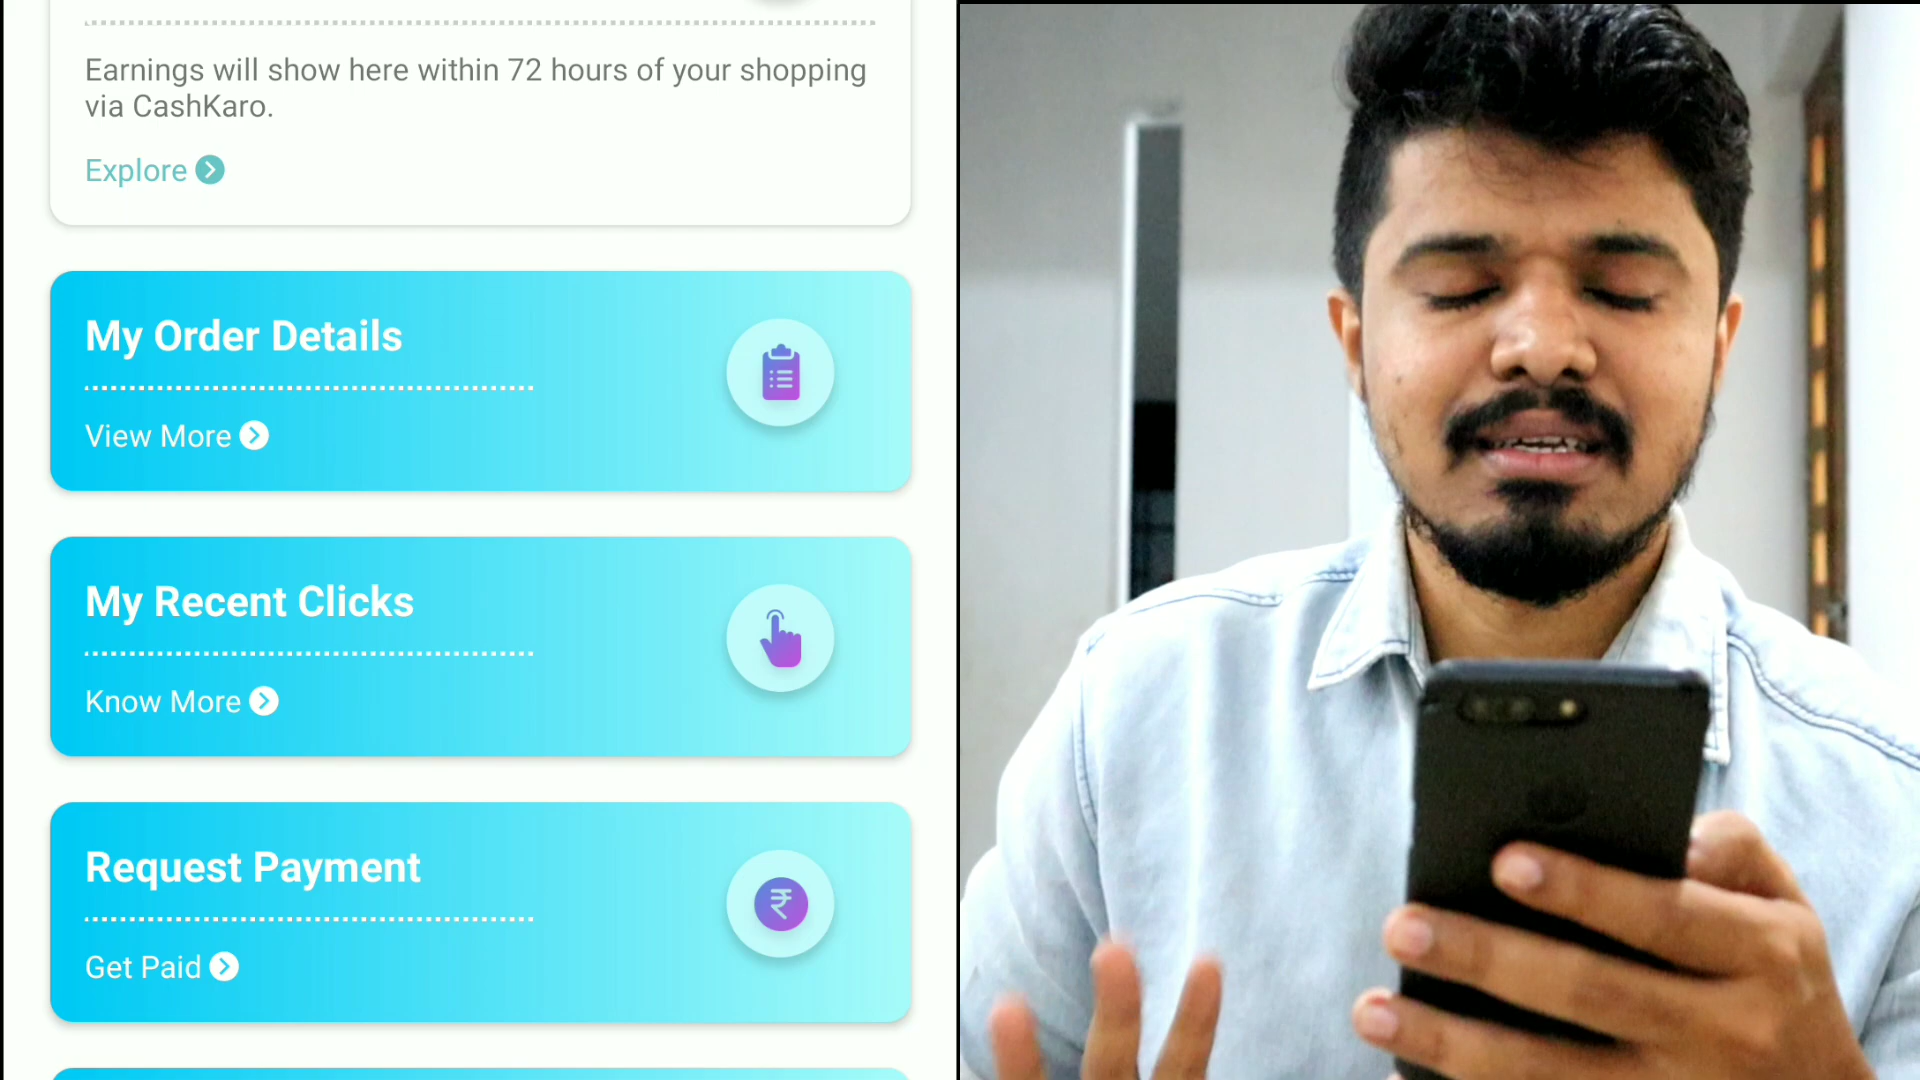 Earnings will show here within 72 hours of your shopping
via CashKaro.
Explore
My Order Details
View More
My Recent Clicks
Know More
Request Payment
₹
Get Paid